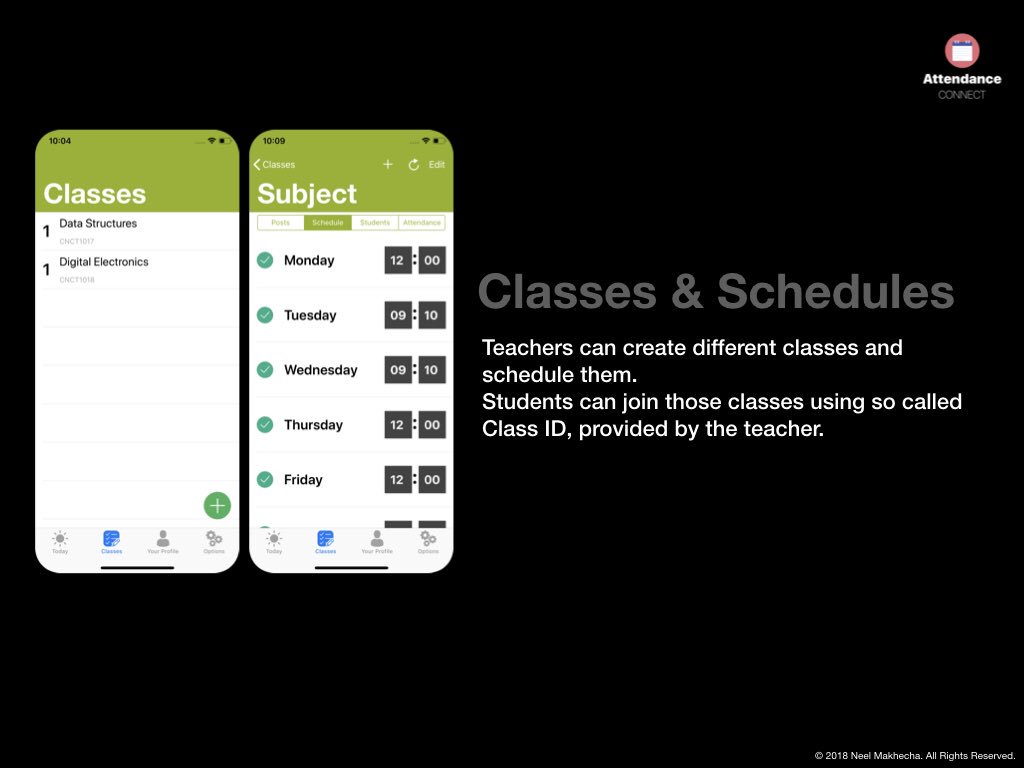 Attendance
CONNECT
10:04
Classes
1 Data Structures
CNCT1017
1 Digital Electronics
CNCT1018
Today Classes Your Profile Options
10:09
Classes + Edit
Subject
Posts Schedule Students Attendance
Monday 12:00
Tuesday 09:10
Wednesday 09:10
Thursday 12:00
Friday 12:00
Today Classes Your Profile Options
Classes & Schedules
Teachers can create different classes and
schedule them.
Students can join those classes using so called
Class ID, provided by the teacher.
© 2018 Neel Makhecha. All Rights Reserved.